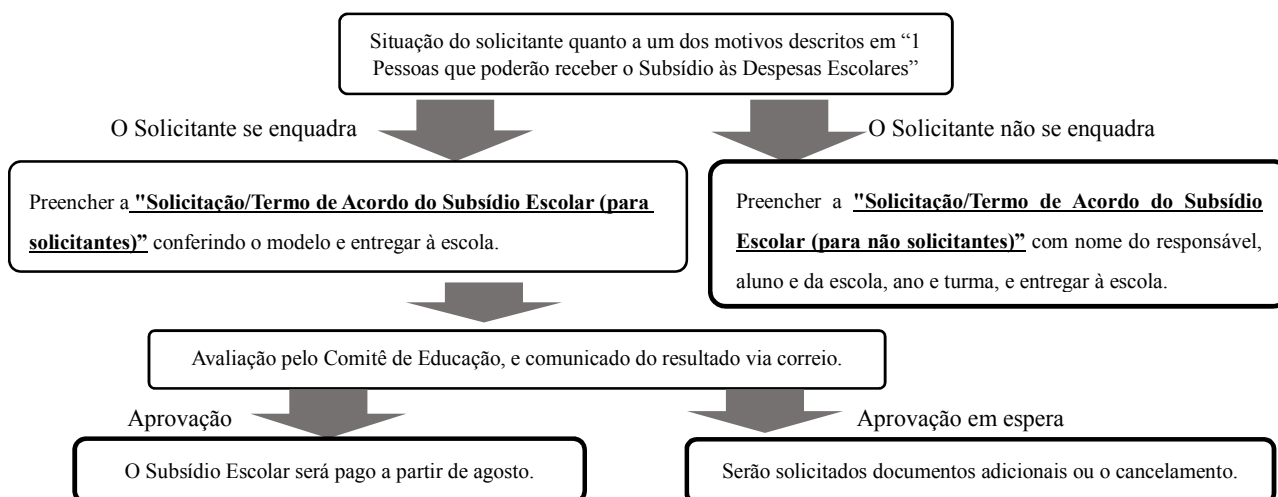 Situação do solicitante quanto a um dos motivos descritos em “1
Pessoas que poderão receber o Subsídio às Despesas Escolares”
O Solicitante se enquadra
O Solicitante não se enquadra
Preencher a "Solicitação/Termo de Acordo do Subsídio Escolar (para
solicitantes)” conferindo o modelo e entregar à escola.
Preencher a "Solicitação/Termo de Acordo do Subsídio
Escolar (para não solicitantes)” com nome do responsável,
aluno e da escola, ano e turma, e entregar à escola.
Avaliação pelo Comitê de Educação, e comunicado do resultado via correio.
Aprovação
Aprovação em espera
O Subsídio Escolar será pago a partir de agosto.
Serão solicitados documentos adicionais ou o cancelamento.